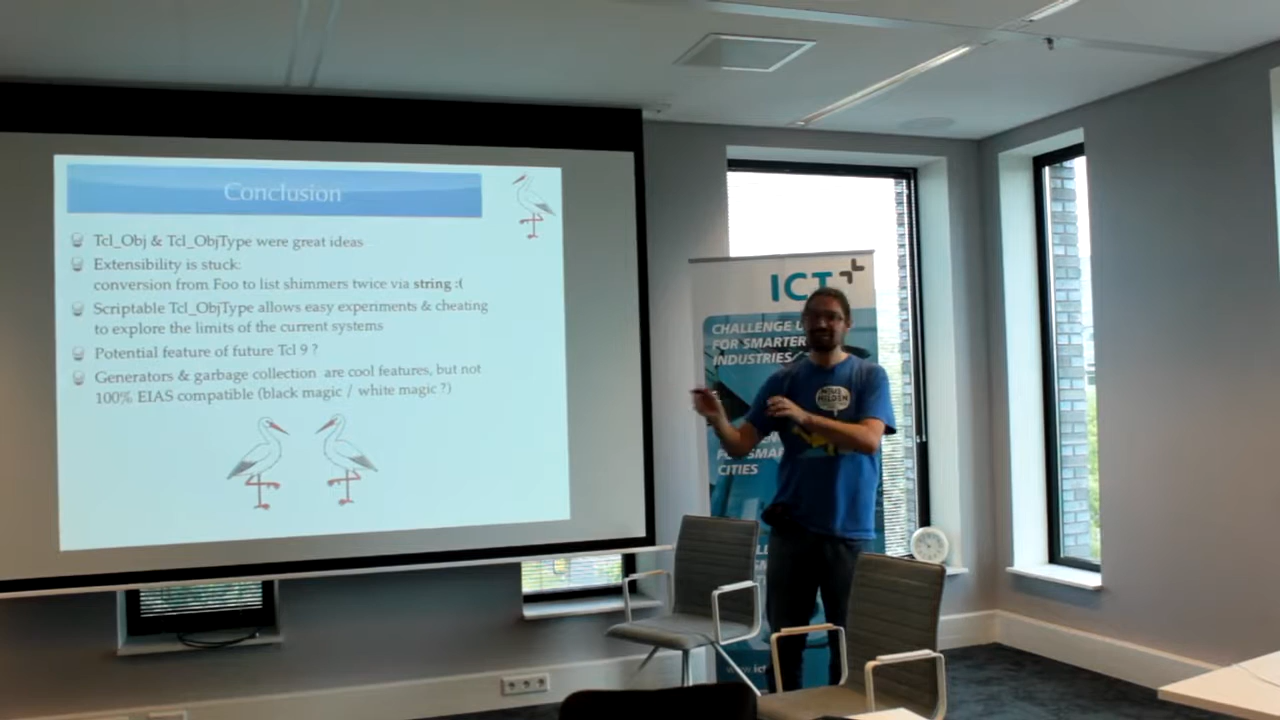 Conclusion
Tcl_Obj & Tcl_ObjType were great ideas
Extensibility is stuck:
conversion from Foo to list shimmers twice via string :(
Scriptable Tcl_ObjType allows easy experiments & cheating
to explore the limits of the current systems
Potential feature of future Tcl 9 ?
Generators & garbage collection are cool features, but not
100% EIAS compatible (black magic / white magic ?)
ICT
CHALLENGE U
FOR SMARTER
INDUSTRIES
CITIES